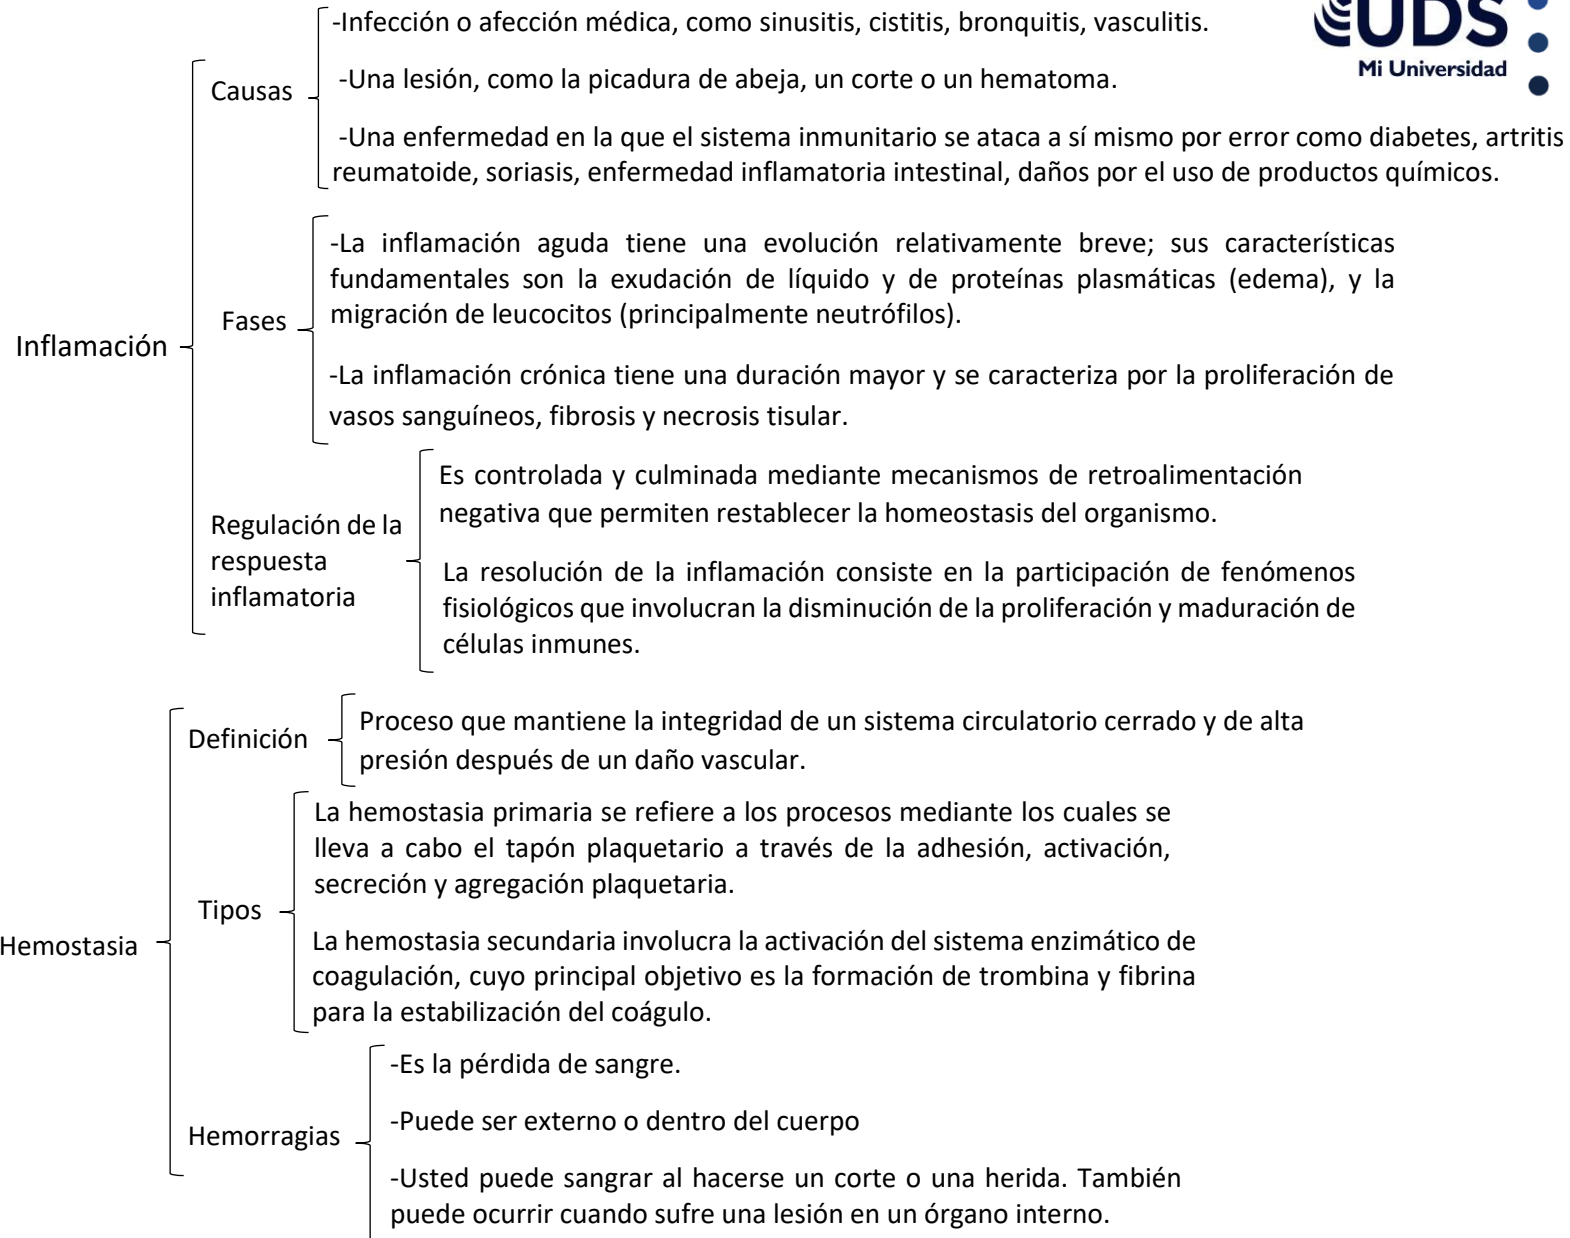 UDS
Mi Universidad
Inflamación
Causas
-Infección o afección médica, como sinusitis, cistitis, bronquitis, vasculitis.
-Una lesión, como la picadura de abeja, un corte o un hematoma.
-Una enfermedad en la que el sistema inmunitario se ataca a sí mismo por error como diabetes, artritis
reumatoide, soriasis, enfermedad inflamatoria intestinal, daños por el uso de productos químicos.
Fases
-La inflamación aguda tiene una evolución relativamente breve; sus características
fundamentales son la exudación de líquido y de proteínas plasmáticas (edema), y la
migración de leucocitos (principalmente neutrófilos).
-La inflamación crónica tiene una duración mayor y se caracteriza por la proliferación de
vasos sanguíneos, fibrosis y necrosis tisular.
Regulación de la
respuesta
inflamatoria
Es controlada y culminada mediante mecanismos de retroalimentación
negativa que permiten restablecer la homeostasis del organismo.
La resolución de la inflamación consiste en la participación de fenómenos
fisiológicos que involucran la disminución de la proliferación y maduración de
células inmunes.
Hemostasia
Definición
Proceso que mantiene la integridad de un sistema circulatorio cerrado y de alta
presión después de un daño vascular.
Tipos
La hemostasia primaria se refiere a los procesos mediante los cuales se
lleva a cabo el tapón plaquetario a través de la adhesión, activación,
secreción y agregación plaquetaria.
La hemostasia secundaria involucra la activación del sistema enzimático de
coagulación, cuyo principal objetivo es la formación de trombina y fibrina
para la estabilización del coágulo.
Hemorragias
-Es la pérdida de sangre.
-Puede ser externo o dentro del cuerpo
-Usted puede sangrar al hacerse un corte o una herida. También
puede ocurrir cuando sufre una lesión en un órgano interno.